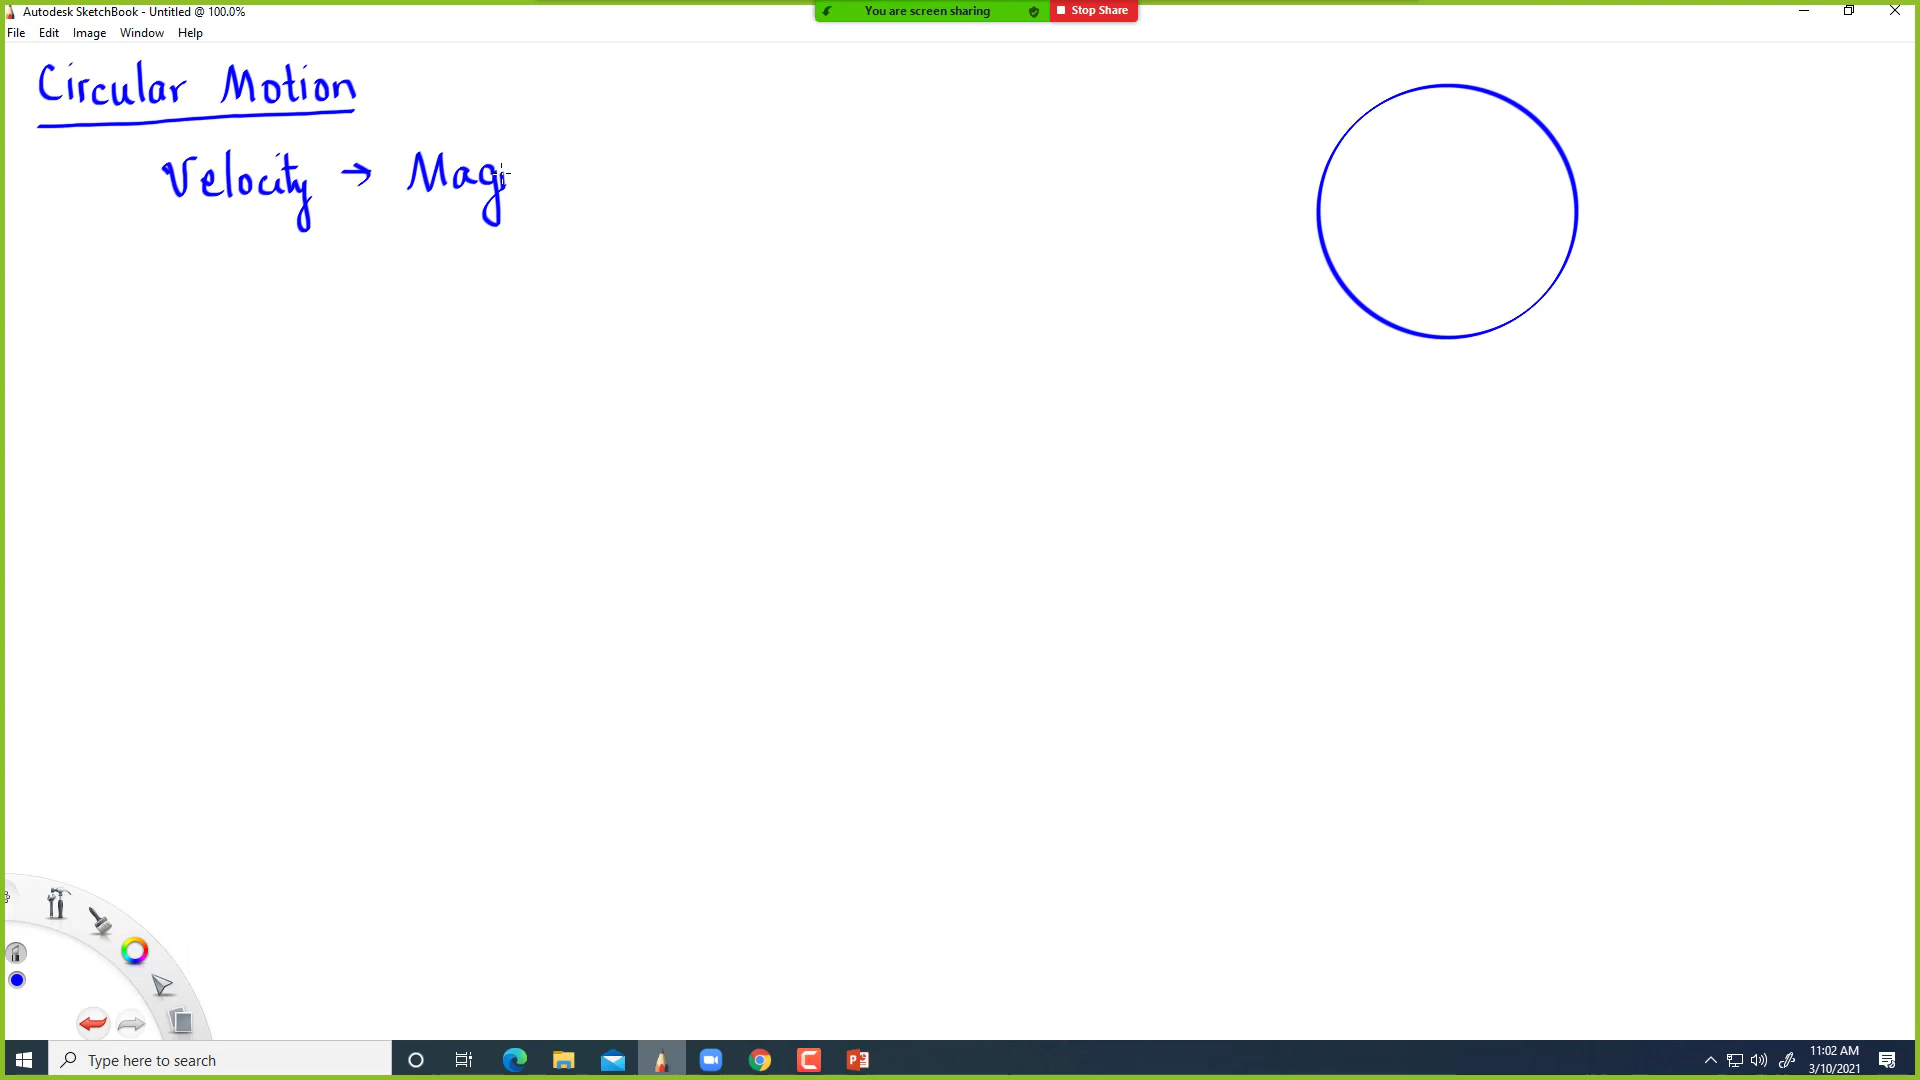 Autodesk SketchBook - Untitled @ 100.0%
You are screen sharing
Stop Share
File Edit Image Window Help
Circular Motion
Velocity → Mag
Type here to search
11:02 AM
3/10/2021